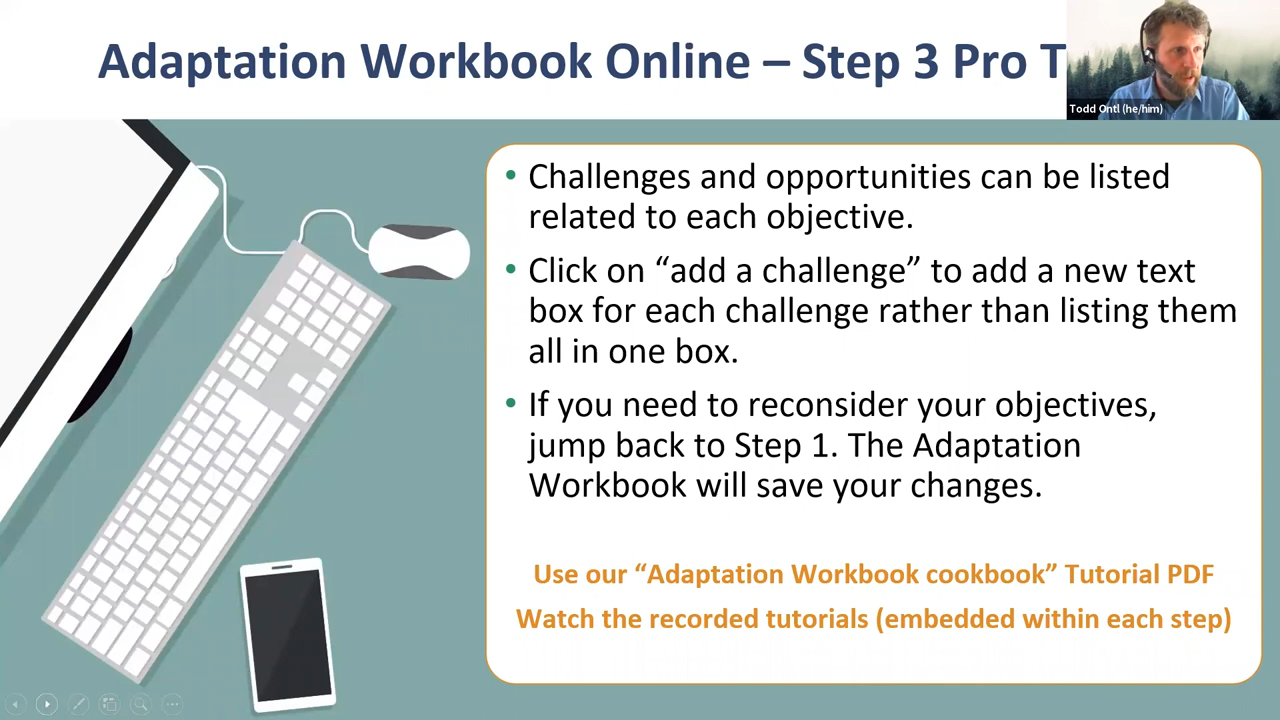 Adaptation Workbook Online – Step 3 Pro T
Todd Ontl (he/him)
• Challenges and opportunities can be listed
related to each objective.
• Click on “add a challenge” to add a new text
box for each challenge rather than listing them
all in one box.
• If you need to reconsider your objectives,
jump back to Step 1. The Adaptation
Workbook will save your changes.
Use our “Adaptation Workbook cookbook” Tutorial PDF
Watch the recorded tutorials (embedded within each step)